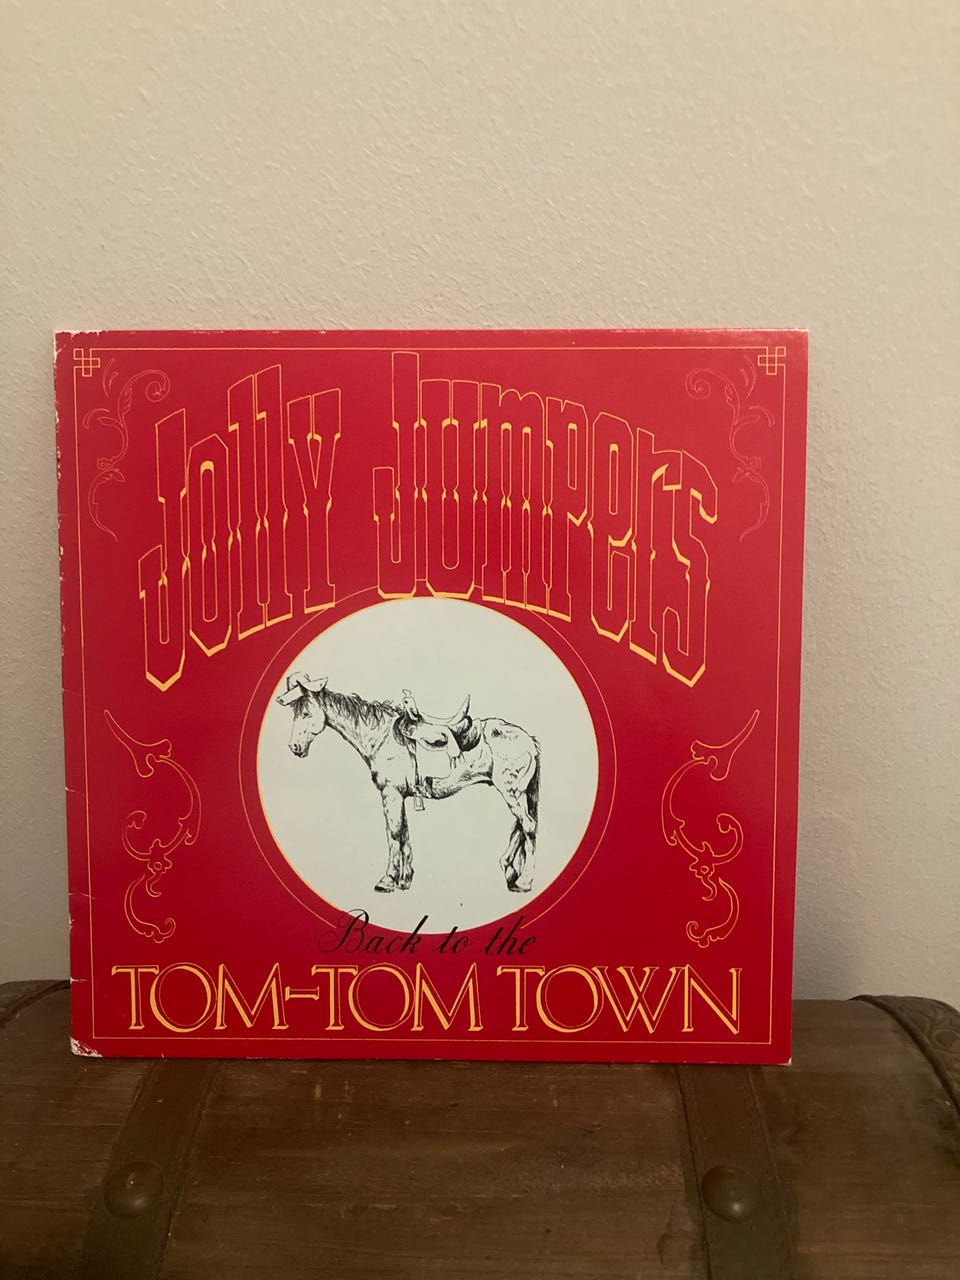 Jolly Jumpers
Back to the
TOM-TOM TOWN